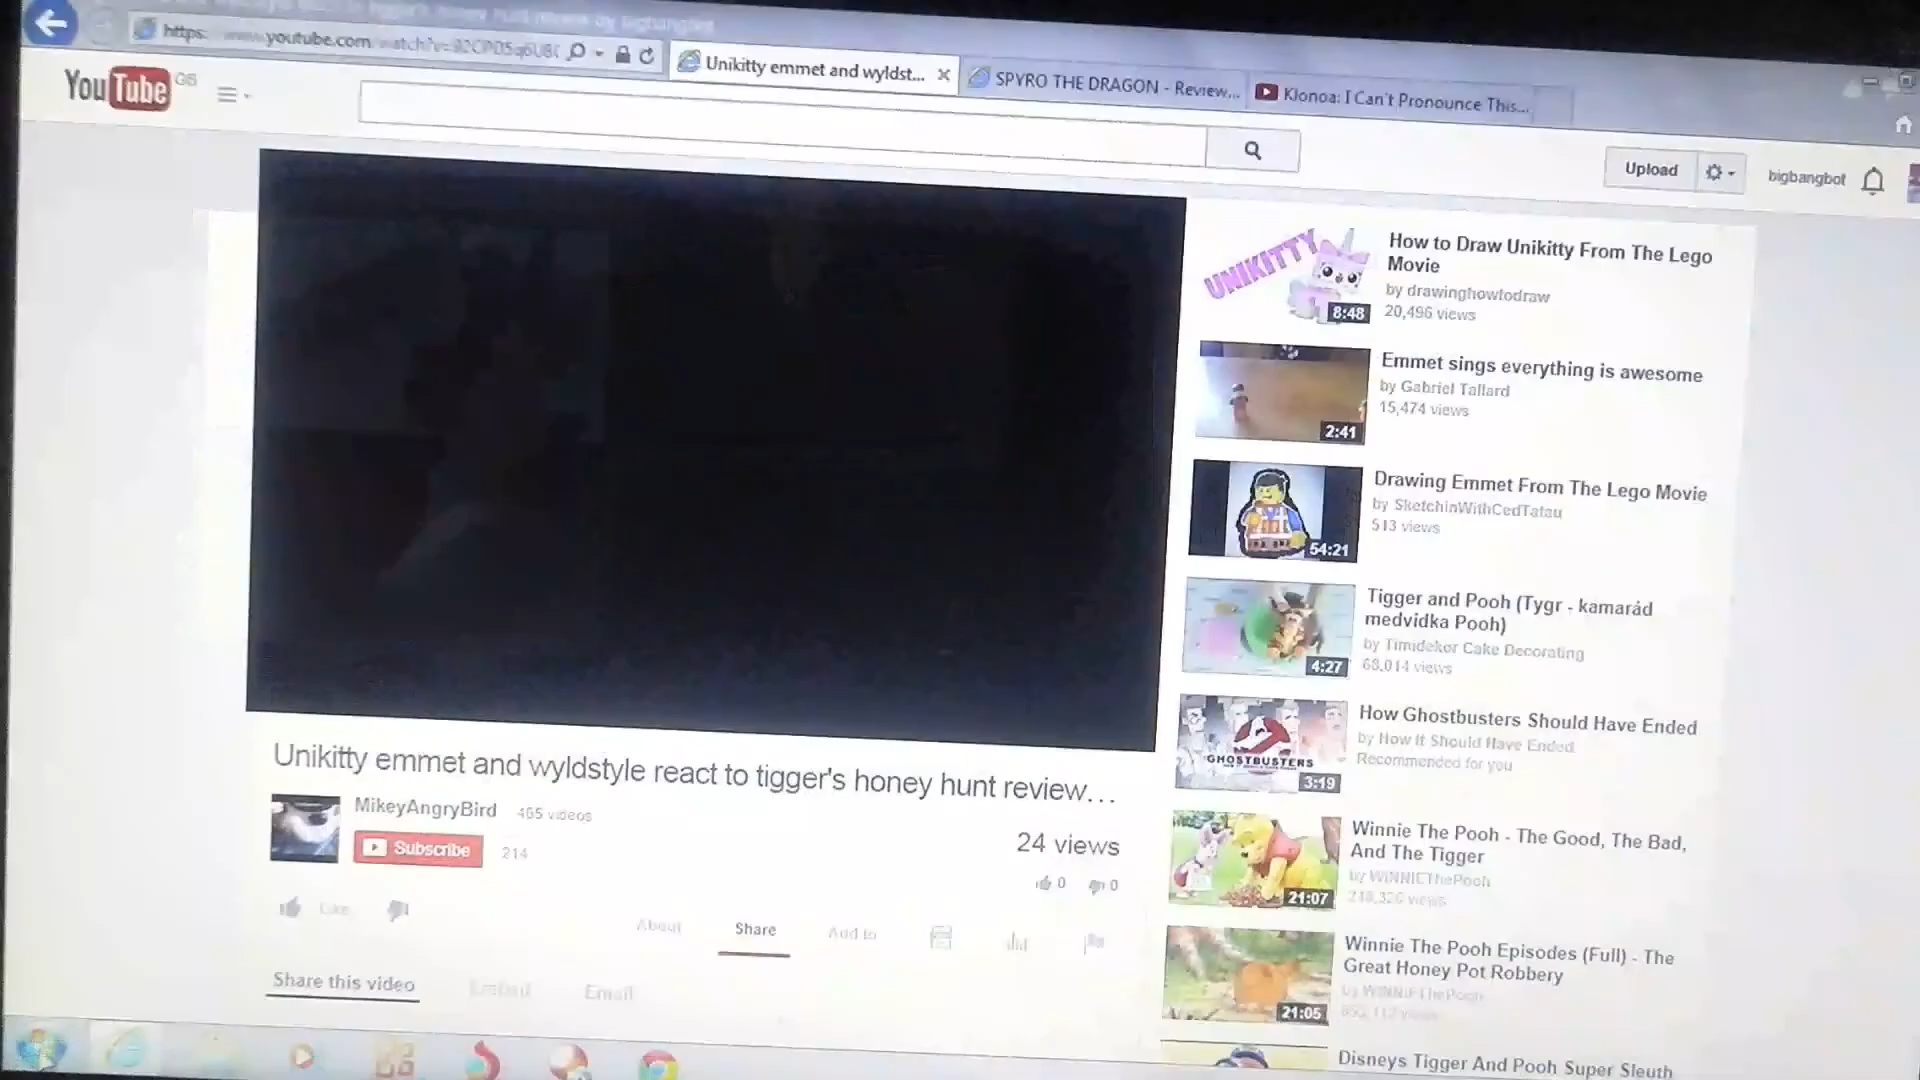 https:
www.youtube.com/watch?v=
Unikitty emmet and wyldst...
SPYRO THE DRAGON - Review...
Klonoa: I Can't Pronounce This...
YouTube GB
Upload
bigbangbot
UNIKITTY
8:48
How to Draw Unikitty From The Lego
Movie
by drawinghowtodraw
20,496 views
2:41
Emmet sings everything is awesome
by Gabriel Tallard
15,474 views
54:21
Drawing Emmet From The Lego Movie
by SketchinWithCedTatau
513 views
4:27
Tigger and Pooh (Tygr - kamarád
medvidka Pooh)
by Timidekor Cake Decorating
68,014 views
GHOSTBUSTERS
3:19
How Ghostbusters Should Have Ended
by How It Should Have Ended
Recommended for you
21:07
Winnie The Pooh - The Good, The Bad,
And The Tigger
by WINNIEThePooh
views
21:05
Winnie The Pooh Episodes (Full) - The
Great Honey Pot Robbery
by WINNIEThePooh
views
Disneys Tigger And Pooh Super Sleuth
Unikitty emmet and wyldstyle react to tigger's honey hunt review...
MikeyAngryBird 465 videos
Subscribe 214
24 views
0 0
Like
About Share Add to
Share this video Embed Email